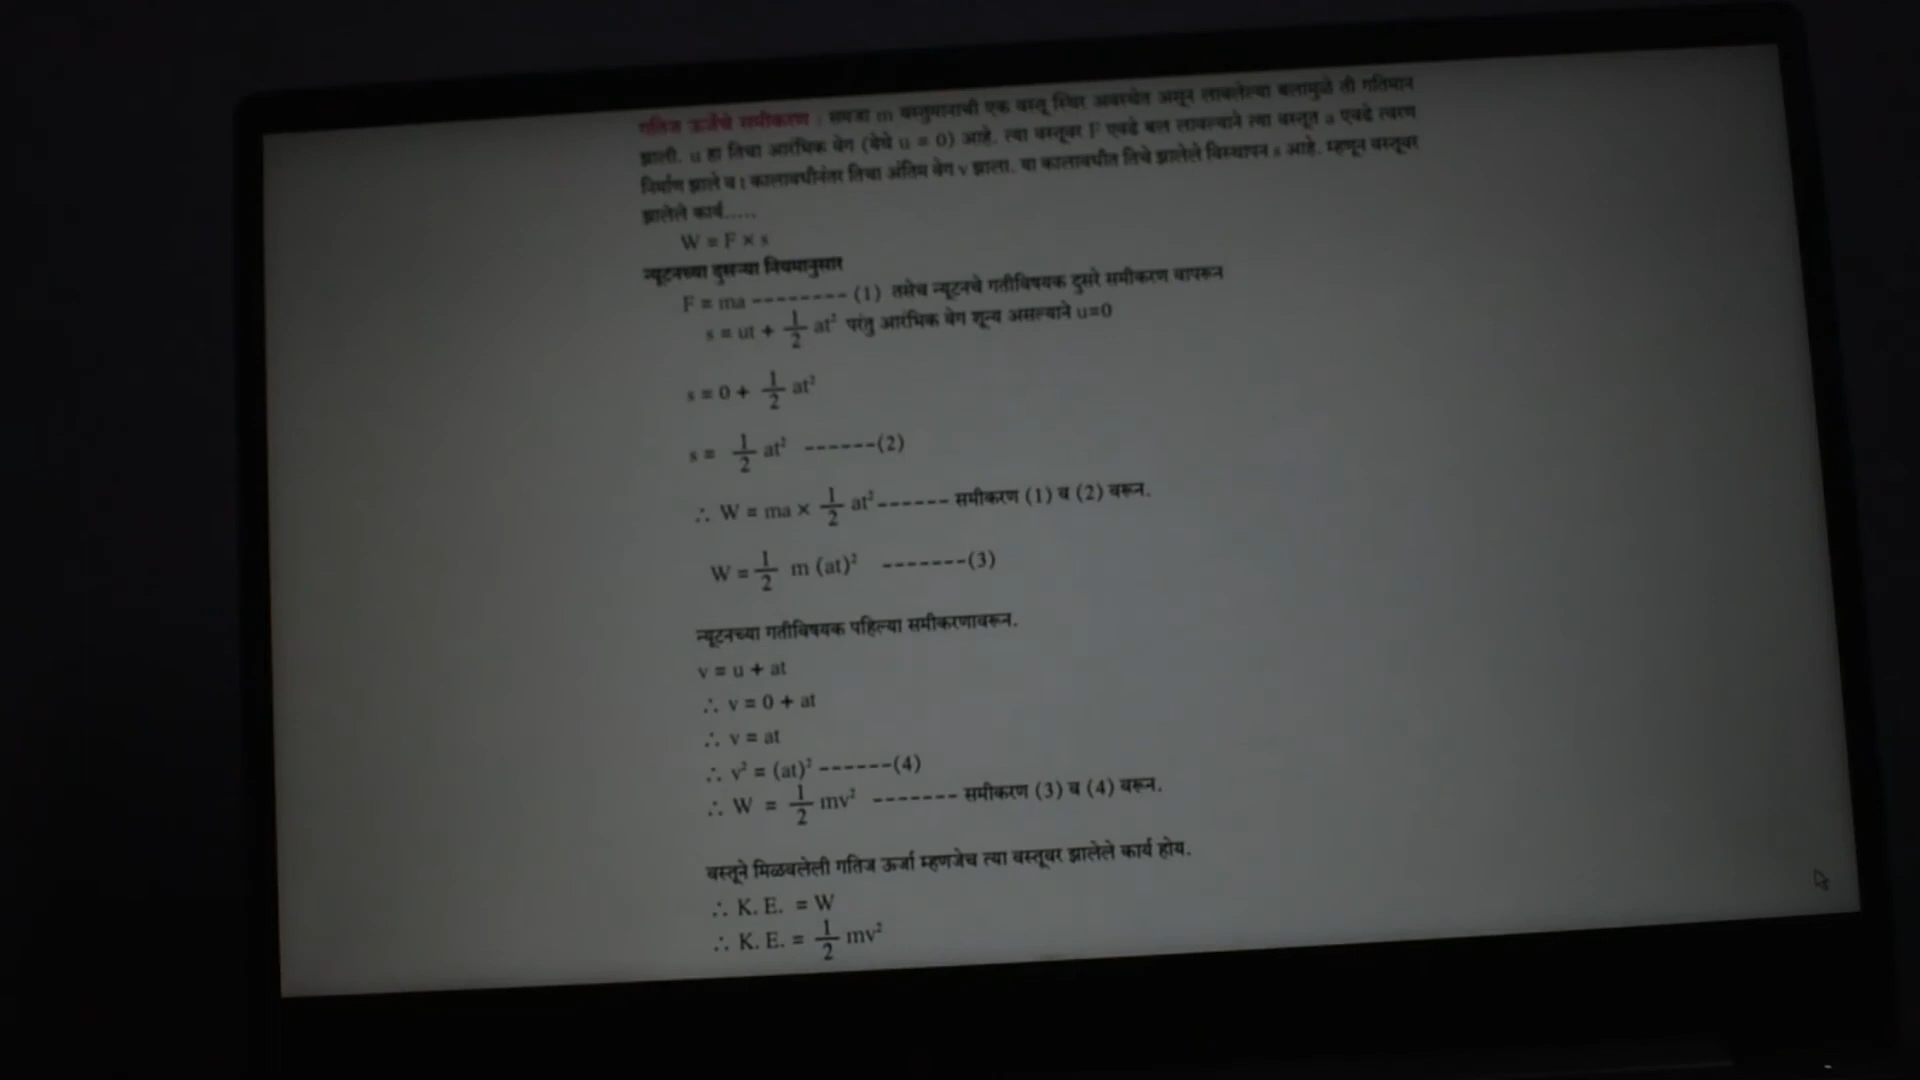 गतिज ऊर्जेचे समीकरण : समजा m वस्तुमानाची एक वस्तू स्थिर अवस्थेत असून लावलेल्या बलामुळे ती गतिमान
झाली. u हा तिचा आरंभिक वेग (येथे u = 0) आहे. त्या वस्तूवर F एवढे बल लावल्याने त्या वस्तूत a एवढे त्वरण
निर्माण झाले व t कालावधीनंतर तिचा अंतिम वेग v झाला. या कालावधीत तिचे झालेले विस्थापन s आहे. म्हणून वस्तूवर
झालेले कार्य.....
W = F × s
न्यूटनच्या दुसऱ्या नियमानुसार
F = ma -------- (1) तसेच न्यूटनचे गतीविषयक दुसरे समीकरण वापरून
s = ut + 1/2 at² परंतु आरंभिक वेग शून्य असल्याने u=0
s = 0 + 1/2 at²
s = 1/2 at² ------(2)
∴ W = ma × 1/2 at²------ समीकरण (1) व (2) वरून.
W = 1/2 m (at)² -------(3)
न्यूटनच्या गतीविषयक पहिल्या समीकरणावरून.
v = u + at
∴ v = 0 + at
∴ v = at
∴ v² = (at)² ------(4)
∴ W = 1/2 mv² ------- समीकरण (3) व (4) वरून.
वस्तूने मिळवलेली गतिज ऊर्जा म्हणजेच त्या वस्तूवर झालेले कार्य होय.
∴ K. E. = W
∴ K. E. = 1/2 mv²